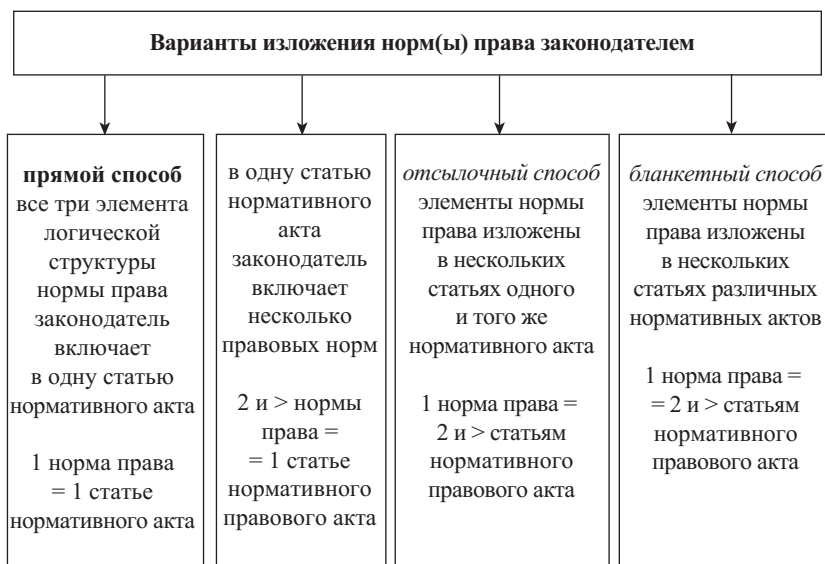 Варианты изложения норм(ы) права законодателем
прямой способ
все три элемента
логической
структуры
нормы права
законодатель
включает
в одну статью
нормативного акта
1 норма права
= 1 статье
нормативного акта
в одну статью
нормативного
акта
законодатель
включает
несколько
правовых норм
2 и > нормы
права =
= 1 статье
нормативного
правового акта
отсылочный способ
элементы нормы
права изложены
в нескольких
статьях одного
и того же
нормативного акта
1 норма права =
2 и > статьям
нормативного
правового акта
бланкетный способ
элементы нормы
права изложены
в нескольких
статьях различных
нормативных актов
1 норма права =
= 2 и > статьям
нормативного
правового акта